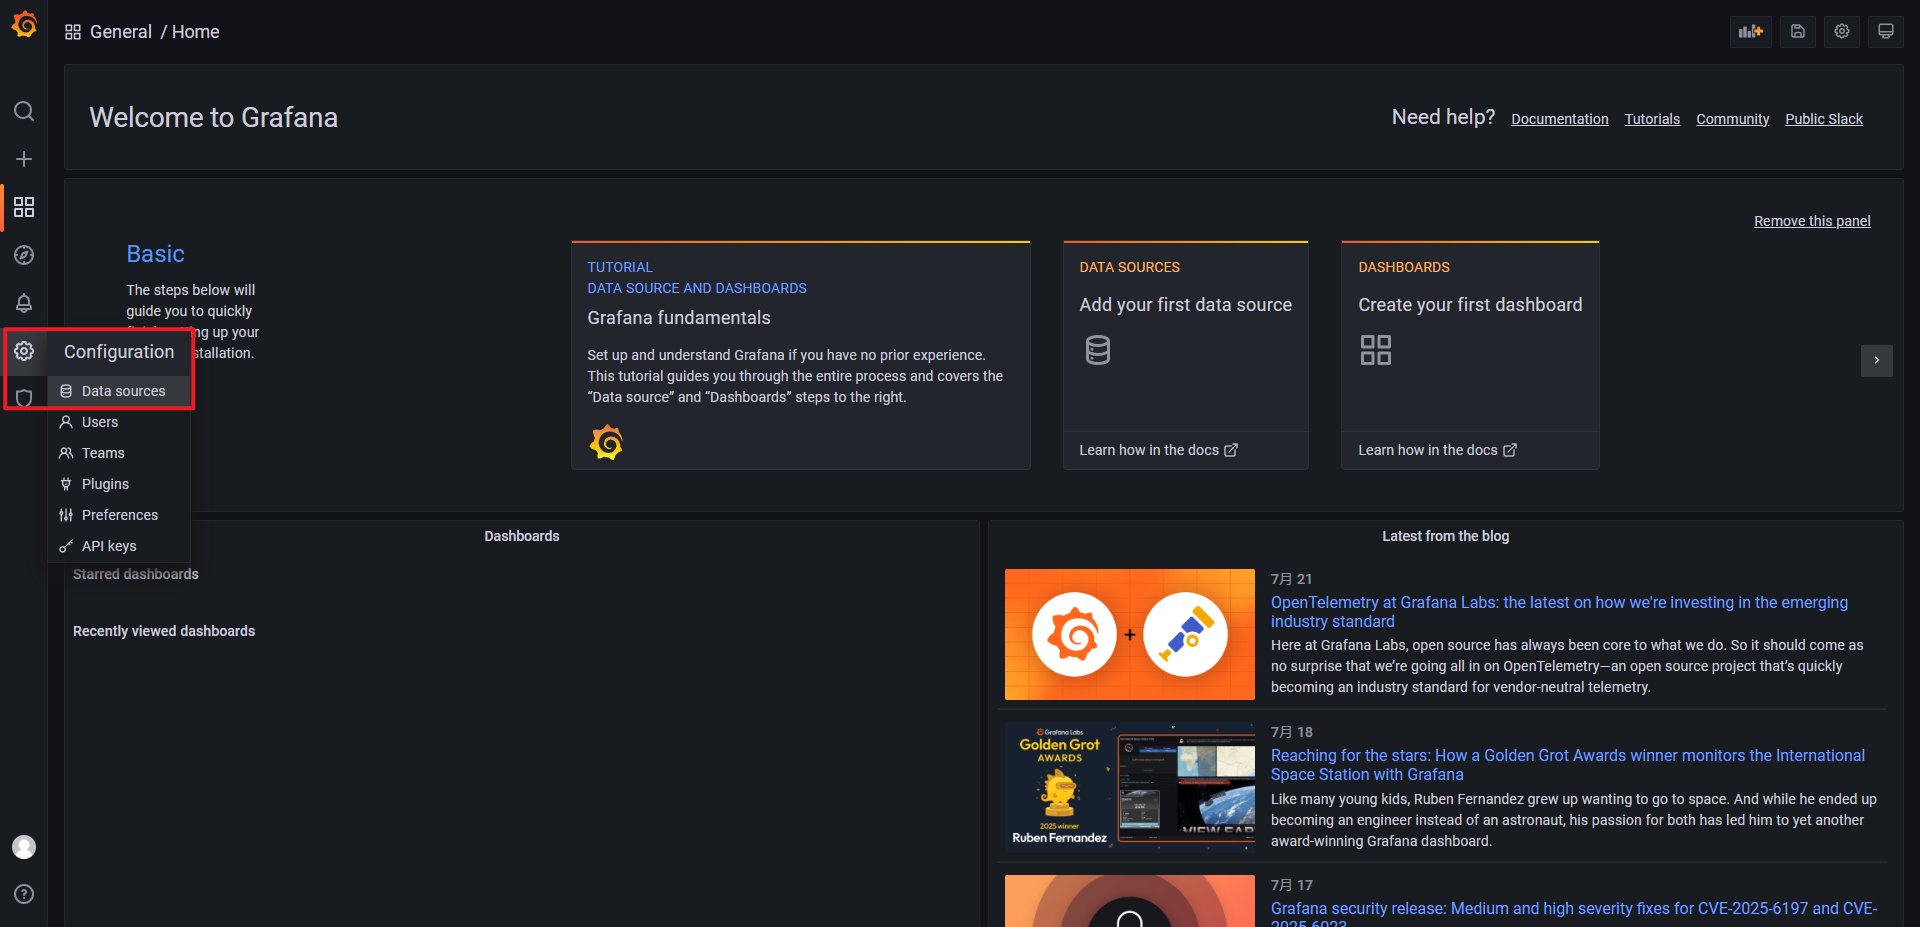 General / Home
Welcome to Grafana
Need help?
Documentation
Tutorials
Community
Public Slack
Remove this panel
Basic
The steps below will
guide you to quickly
ng up your
stallation.
TUTORIAL
DATA SOURCE AND DASHBOARDS
Grafana fundamentals
Set up and understand Grafana if you have no prior experience.
This tutorial guides you through the entire process and covers the
“Data source” and “Dashboards” steps to the right.
DATA SOURCES
Add your first data source
Learn how in the docs
DASHBOARDS
Create your first dashboard
Learn how in the docs
Configuration
Data sources
Users
Teams
Plugins
Preferences
API keys
Dashboards
Starred dashboards
Recently viewed dashboards
Latest from the blog
7月 21
OpenTelemetry at Grafana Labs: the latest on how we're investing in the emerging
industry standard
Here at Grafana Labs, open source has always been core to what we do. So it should come as
no surprise that we’re going all in on OpenTelemetry—an open source project that’s quickly
becoming an industry standard for vendor-neutral telemetry.
Grafana Labs
Golden Grot
AWARDS
2025 winner
Ruben Fernandez
7月 18
Reaching for the stars: How a Golden Grot Awards winner monitors the International
Space Station with Grafana
Like many young kids, Ruben Fernandez grew up wanting to go to space. And while he ended up
becoming an engineer instead of an astronaut, his passion for both has led him to yet another
award-winning Grafana dashboard.
7月 17
Grafana security release: Medium and high severity fixes for CVE-2025-6197 and CVE-
2025-6023